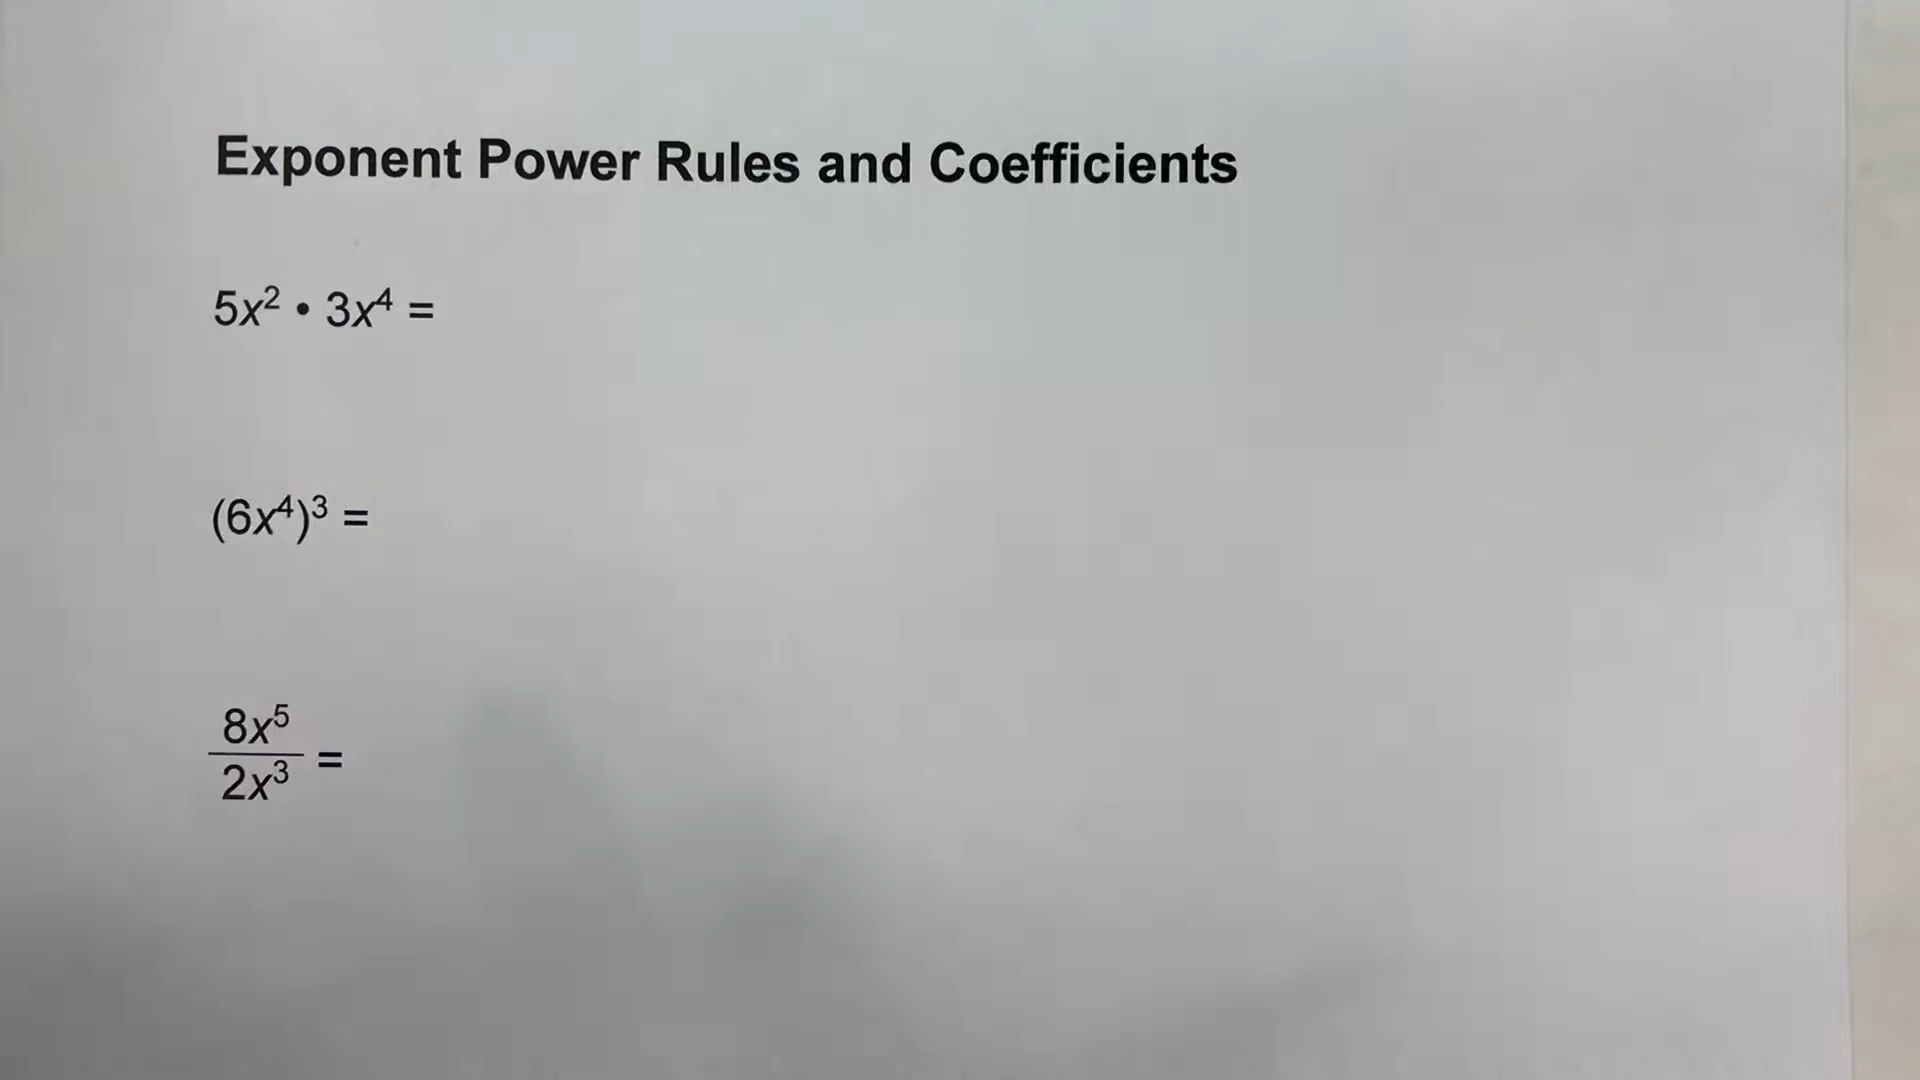 Exponent Power Rules and Coefficients
5x² • 3x⁴ =
(6x⁴)³ =
8x⁵
2x³ =